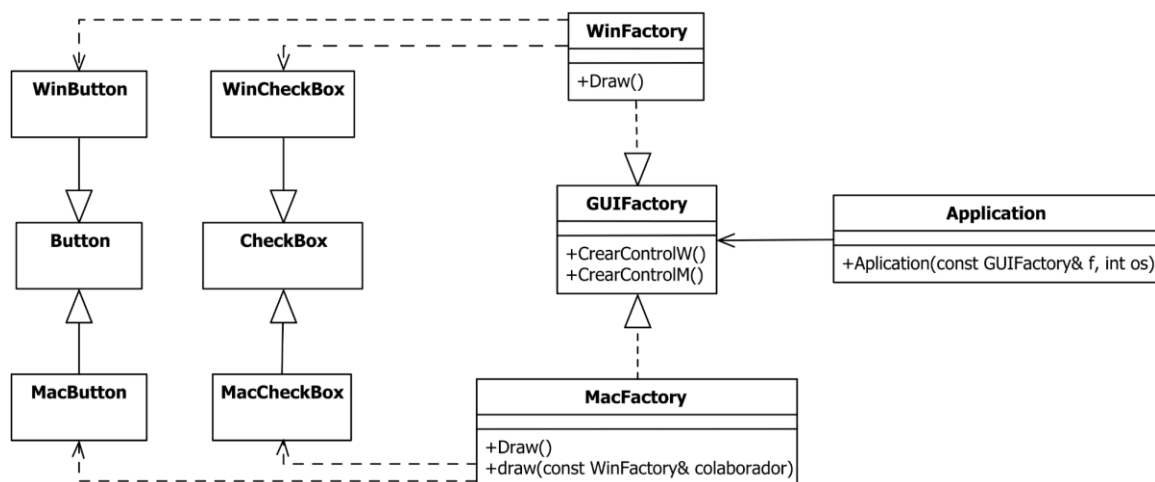 WinFactory
+Draw()
WinButton
WinCheckBox
GUIFactory
+CrearControlW()
+CrearControlM()
Application
+Aplication(const GUIFactory& f, int os)
Button
CheckBox
MacButton
MacCheckBox
MacFactory
+Draw()
+draw(const WinFactory& colaborador)